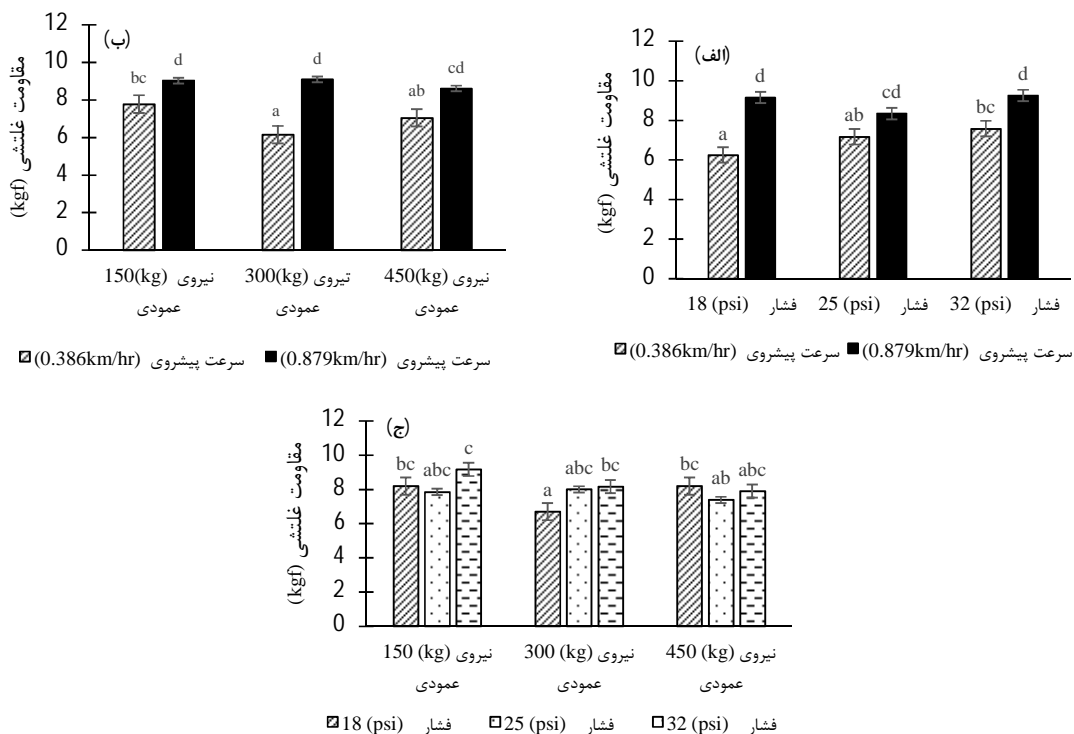 (الف)
مقاومت غلتشی (kgf)
12
10
8
6
4
2
0
a
d
ab
cd
bc
d
فشار 18 (psi)
فشار 25 (psi)
فشار 32 (psi)
سرعت پیشروی (0.386km/hr)
سرعت پیشروی (0.879km/hr)
(ب)
مقاومت غلتشی (kgf)
12
10
8
6
4
2
0
bc
d
a
d
ab
cd
نیروی 150(kg)
عمودی
تیروی 300(kg)
عمودی
نیروی 450(kg)
عمودی
سرعت پیشروی (0.386km/hr)
سرعت پیشروی (0.879km/hr)
(ج)
مقاومت غلتشی (kgf)
12
10
8
6
4
2
0
bc
abc
c
a
abc
bc
bc
ab
abc
نیروی 150 (kg)
عمودی
نیروی 300 (kg)
عمودی
نیروی 450 (kg)
عمودی
فشار 18 (psi)
فشار 25 (psi)
فشار 32 (psi)